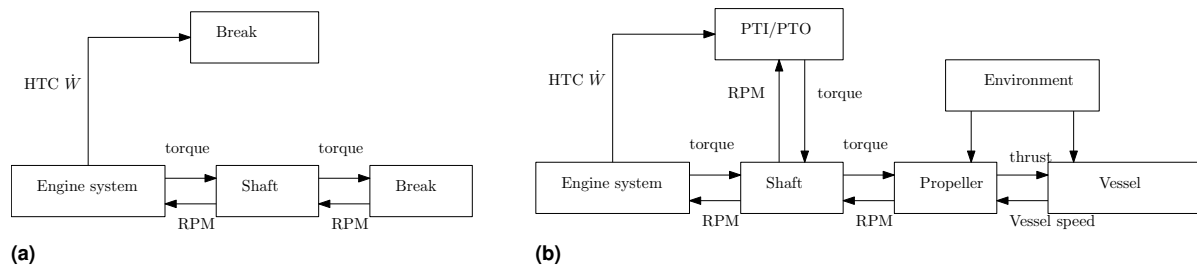 Break
HTC Ẇ
torque
torque
Engine system
Shaft
Break
RPM
RPM
(a)
PTI/PTO
HTC Ẇ
RPM
torque
Environment
torque
torque
thrust
Engine system
Shaft
Propeller
Vessel
RPM
RPM
Vessel speed
(b)